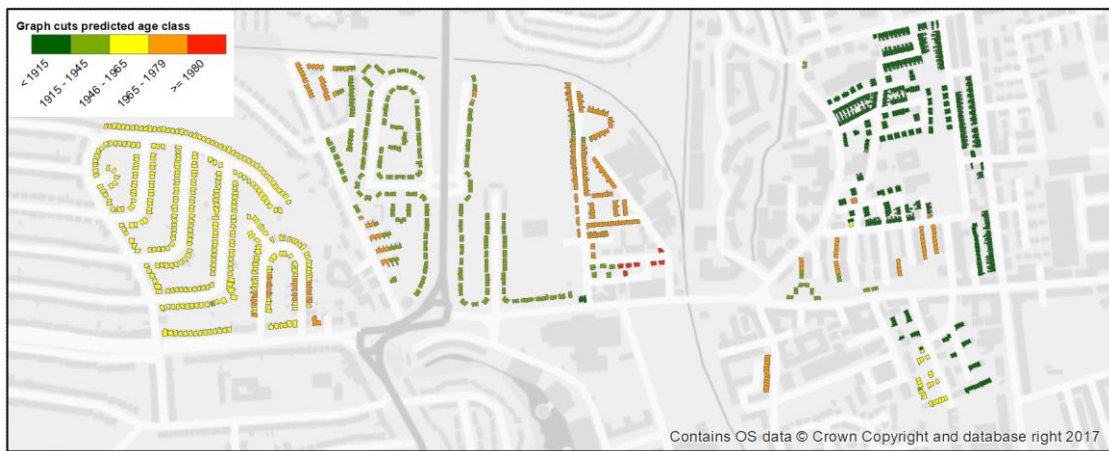 Graph cuts predicted age class
< 1915
1915 - 1945
1946 - 1965
1965 - 1979
>= 1980
Contains OS data © Crown Copyright and database right 2017